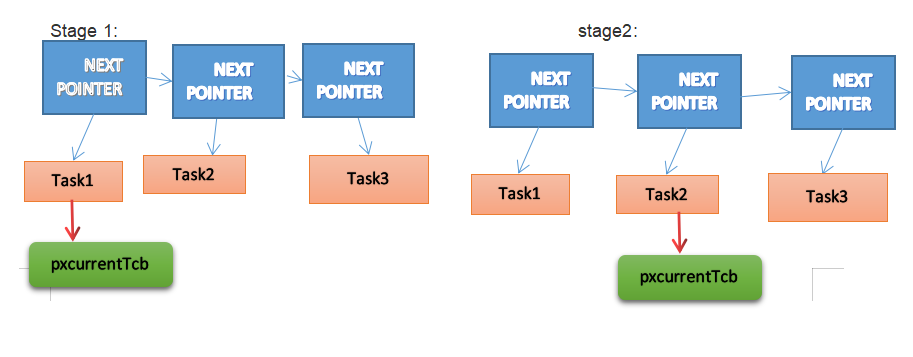 Stage 1:
NEXT
POINTER
NEXT
POINTER
NEXT
POINTER
Task1
Task2
Task3
pxcurrentTcb
stage2:
NEXT
POINTER
NEXT
POINTER
NEXT
POINTER
Task1
Task2
Task3
pxcurrentTcb